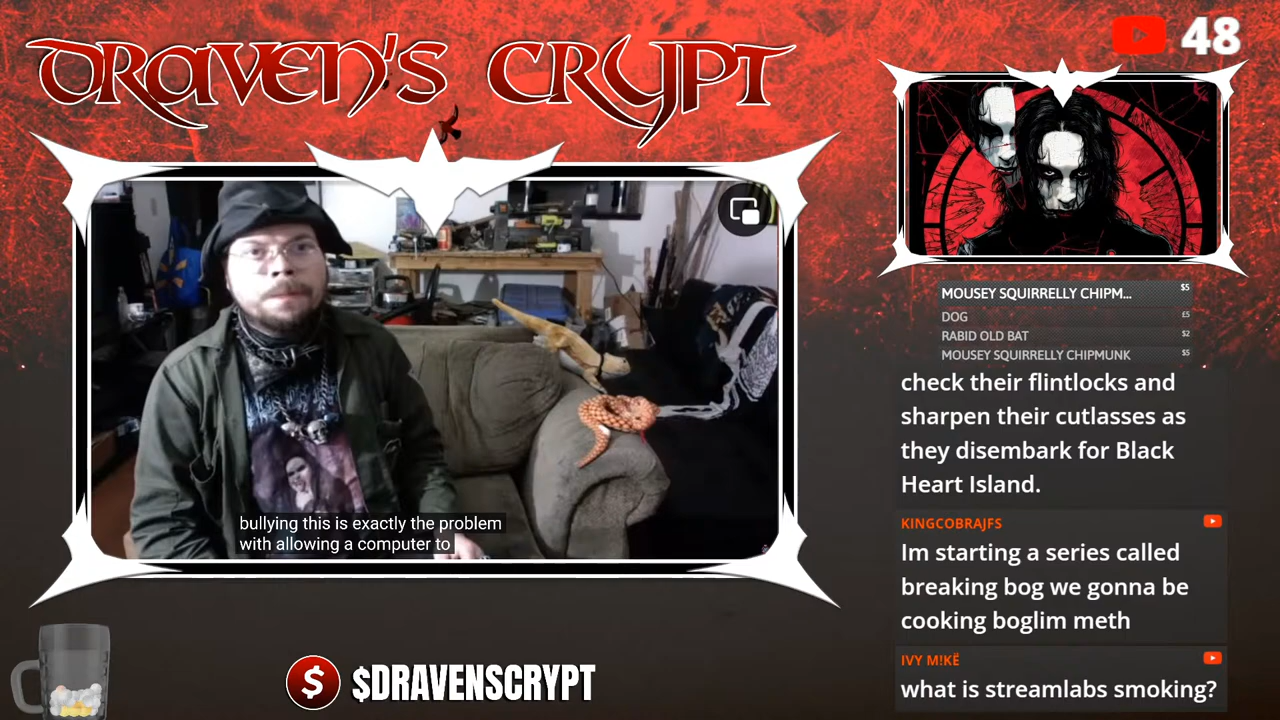 DRAVEN'S CRYPT
48
MOUSEY SQUIRRELLY CHIPM... $5
DOG £5
RABID OLD BAT $2
MOUSEY SQUIRRELLY CHIPMUNK $5
check their flintlocks and
sharpen their cutlasses as
they disembark for Black
Heart Island.
KINGCOBRAJFS
Im starting a series called
breaking bog we gonna be
cooking boglim meth
IVY M!KË
what is streamlabs smoking?
bullying this is exactly the problem
with allowing a computer to
$ $DRAVENSCRYPT